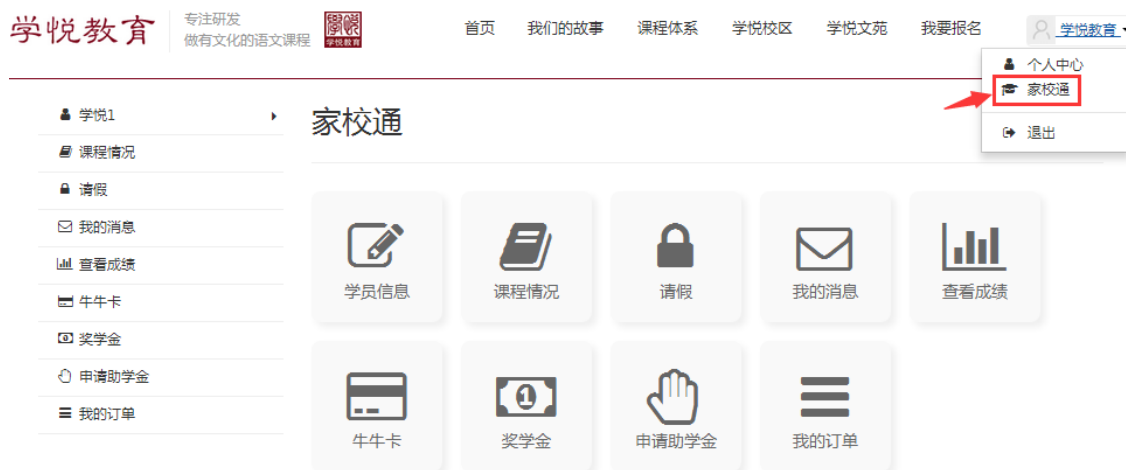 学悦教育
专注研发
做有文化的语文课程
学悦教育
首页 我们的故事 课程体系 学悦校区 学悦文苑 我要报名 学悦教育
个人中心
家校通
退出
学悦1
课程情况
请假
我的消息
查看成绩
牛牛卡
奖学金
申请助学金
我的订单
家校通
学员信息 课程情况 请假 我的消息 查看成绩
1
牛牛卡 奖学金 申请助学金 我的订单